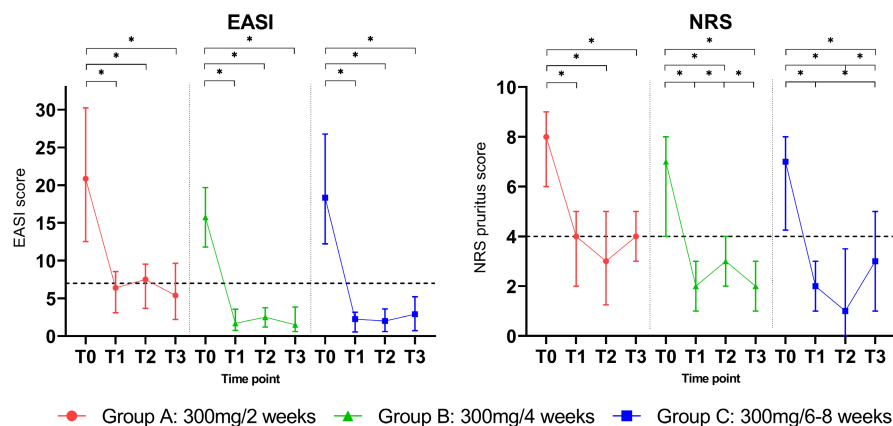 EASI
* * *
* * *
* * *
EASI score
30
25
20
15
10
5
0
T0 T1 T2 T3 T0 T1 T2 T3 T0 T1 T2 T3
Time point
NRS
* * *
* * *
* * * * * *
NRS pruritus score
10
8
6
4
2
0
T0 T1 T2 T3 T0 T1 T2 T3 T0 T1 T2 T3
Time point
Group A: 300mg/2 weeks Group B: 300mg/4 weeks Group C: 300mg/6-8 weeks